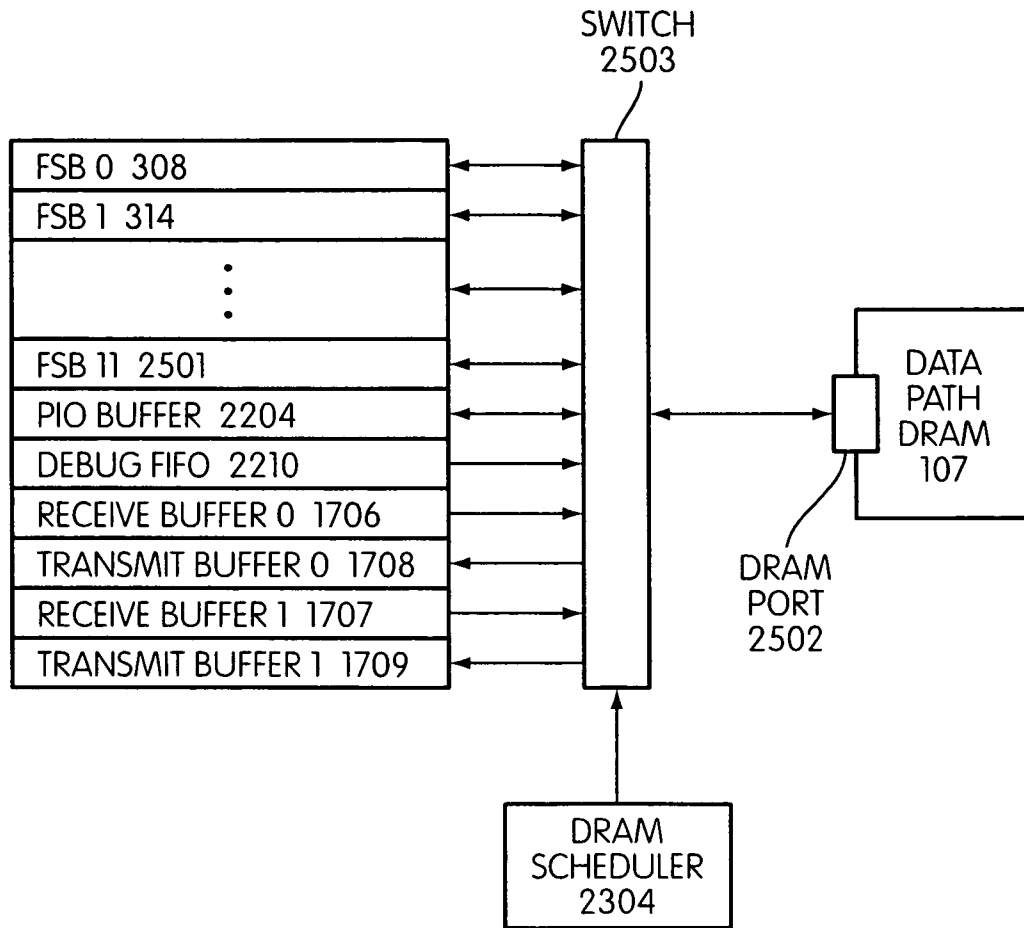 SWITCH
2503
FSB 0 308
FSB 1 314
FSB 11 2501
PIO BUFFER 2204
DEBUG FIFO 2210
RECEIVE BUFFER 0 1706
TRANSMIT BUFFER 0 1708
RECEIVE BUFFER 1 1707
TRANSMIT BUFFER 1 1709
DATA
PATH
DRAM
107
DRAM
PORT
2502
DRAM
SCHEDULER
2304